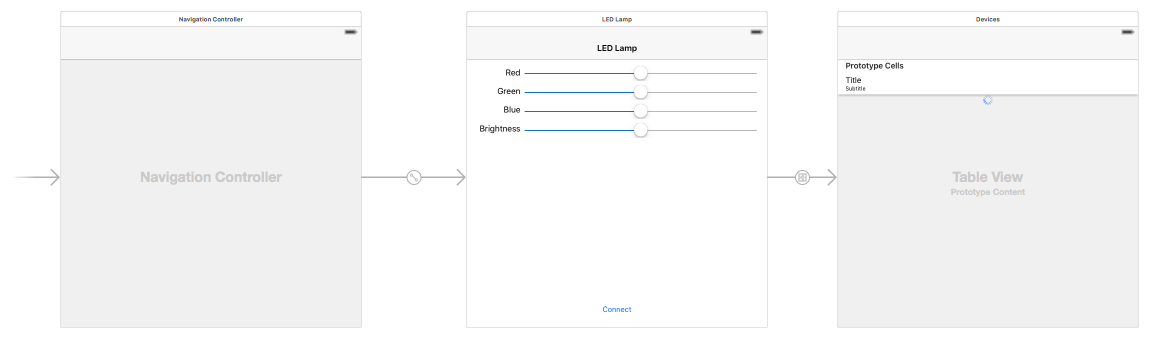 Navigation Controller
Navigation Controller
LED Lamp
LED Lamp
Red
Green
Blue
Brightness
Connect
Devices
Prototype Cells
Title
Subtitle
Table View
Prototype Content